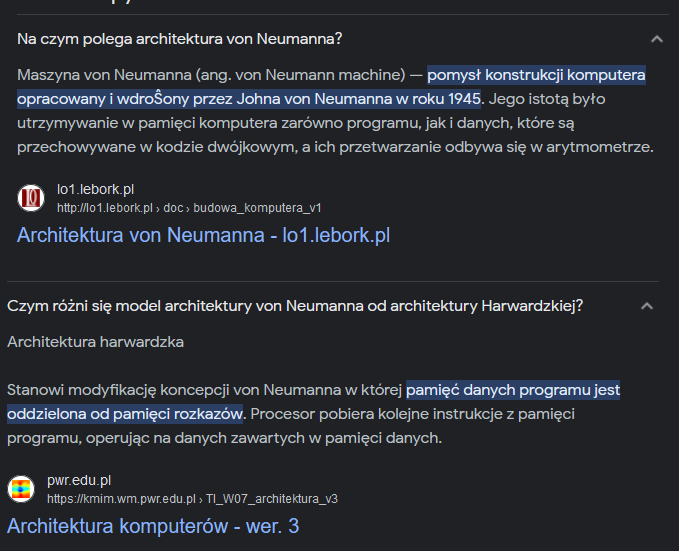 Na czym polega architektura von Neumanna?
Maszyna von Neumanna (ang. von Neumann machine) — pomysł konstrukcji komputera
opracowany i wdroŜony przez Johna von Neumanna w roku 1945. Jego istotą było
utrzymywanie w pamięci komputera zarówno programu, jak i danych, które są
przechowywane w kodzie dwójkowym, a ich przetwarzanie odbywa się w arytmometrze.
lo1.lebork.pl
http://lo1.lebork.pl › doc › budowa_komputera_v1
Architektura von Neumanna - lo1.lebork.pl
Czym różni się model architektury von Neumanna od architektury Harwardzkiej?
Architektura harwardzka
Stanowi modyfikację koncepcji von Neumanna w której pamięć danych programu jest
oddzielona od pamięci rozkazów. Procesor pobiera kolejne instrukcje z pamięci
programu, operując na danych zawartych w pamięci danych.
pwr.edu.pl
https://kmim.wm.pwr.edu.pl › TI_W07_architektura_v3
Architektura komputerów - wer. 3